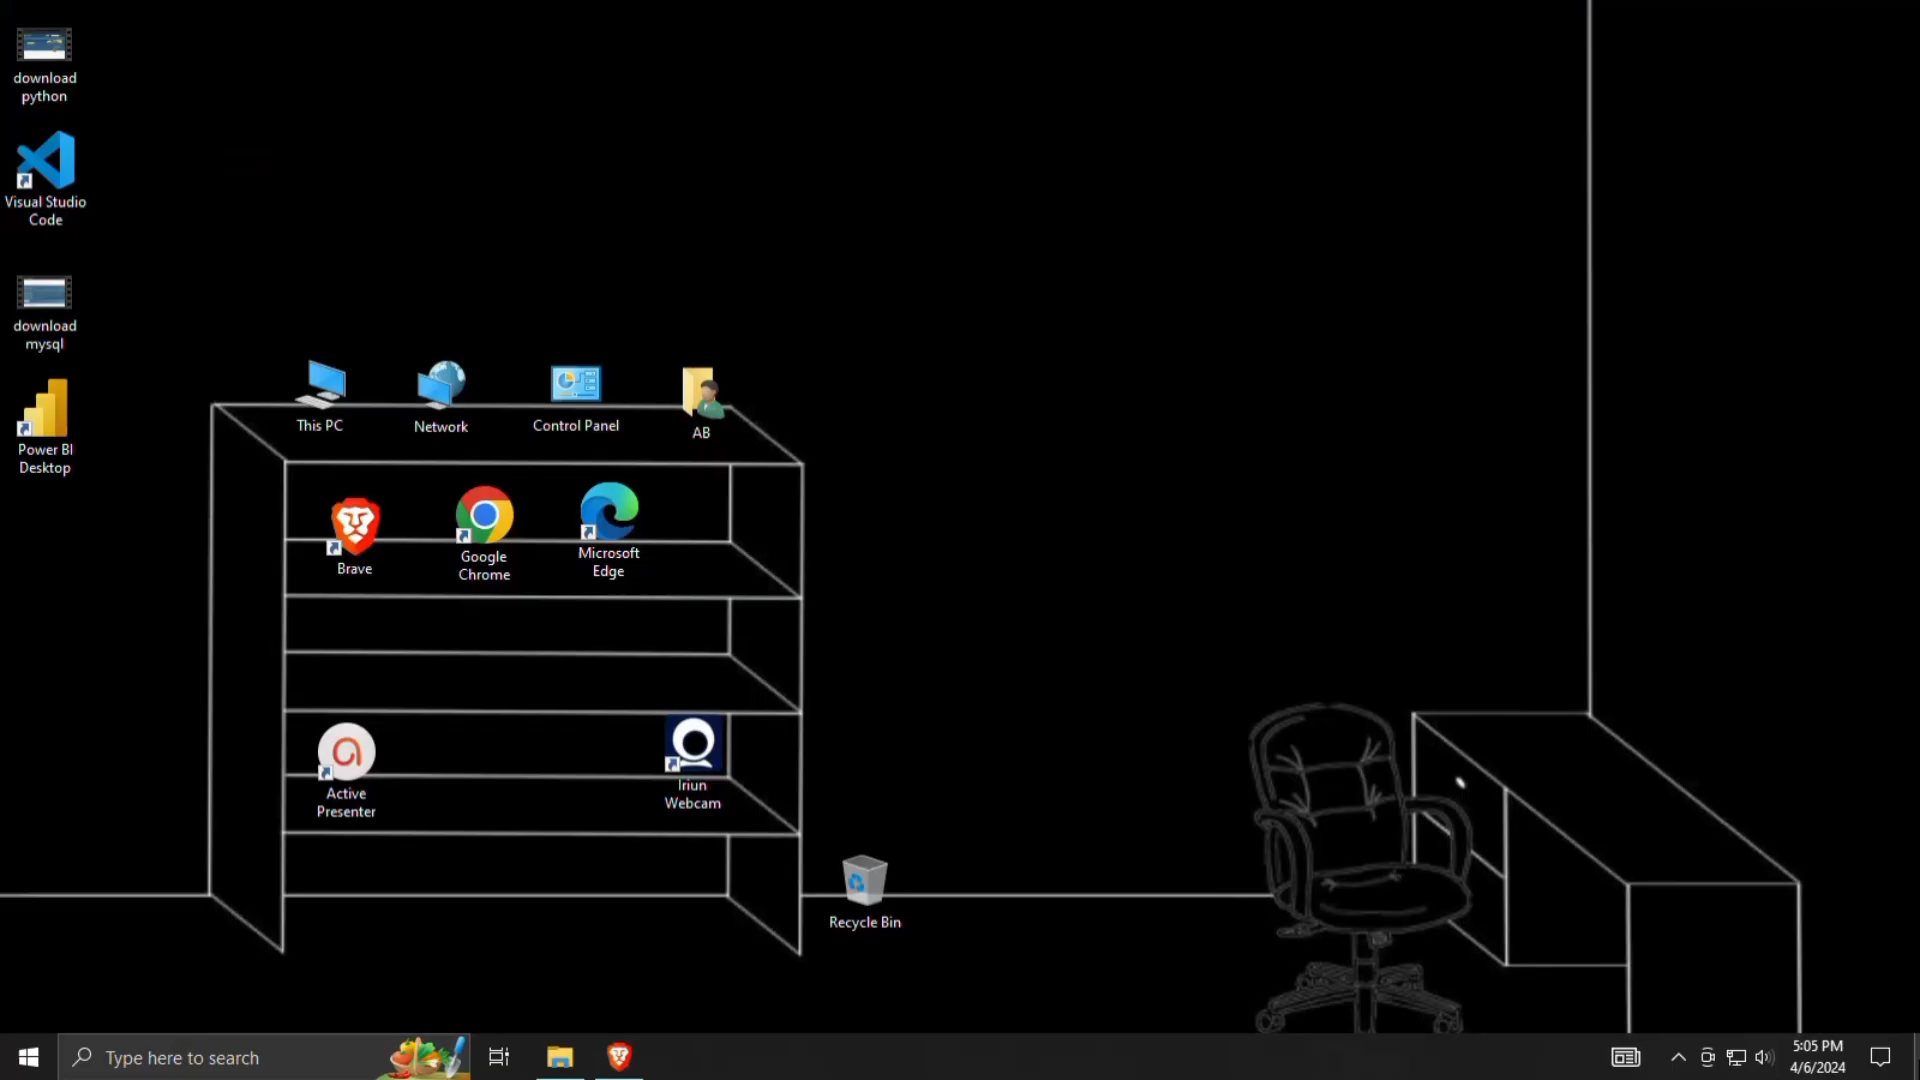 download
python
Visual Studio
Code
download
mysql
Power BI
Desktop
This PC
Network
Control Panel
AB
Brave
Google
Chrome
Microsoft
Edge
Active
Presenter
Iriun
Webcam
Recycle Bin
Type here to search
5:05 PM
4/6/2024